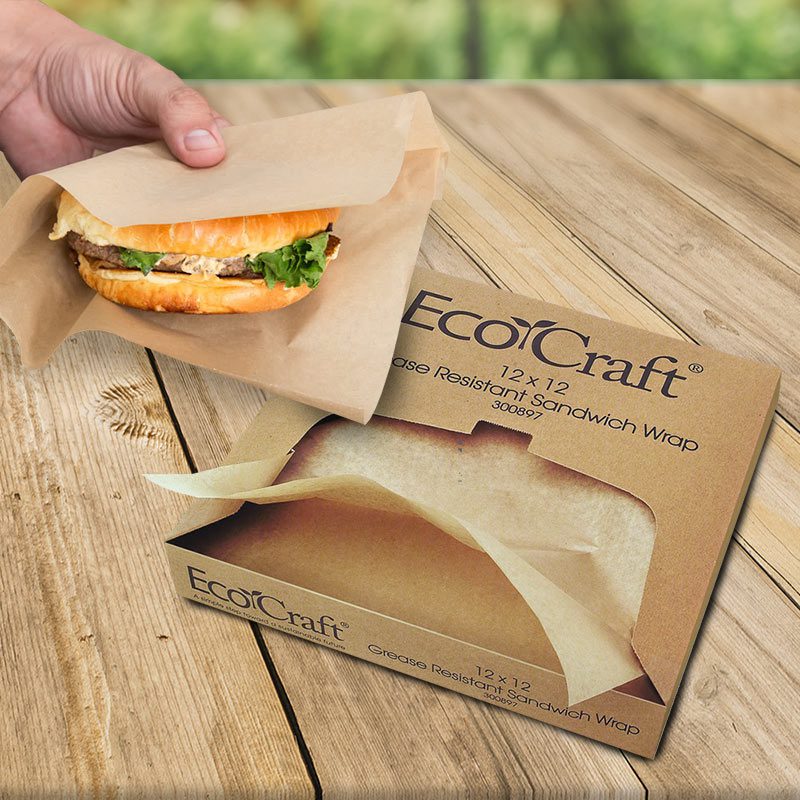 EcoCraft®
12 x 12
ase Resistant Sandwich Wrap
300897
EcoCraft®
A simple step toward a sustainable future
12 x 12
Grease Resistant Sandwich Wrap
300897